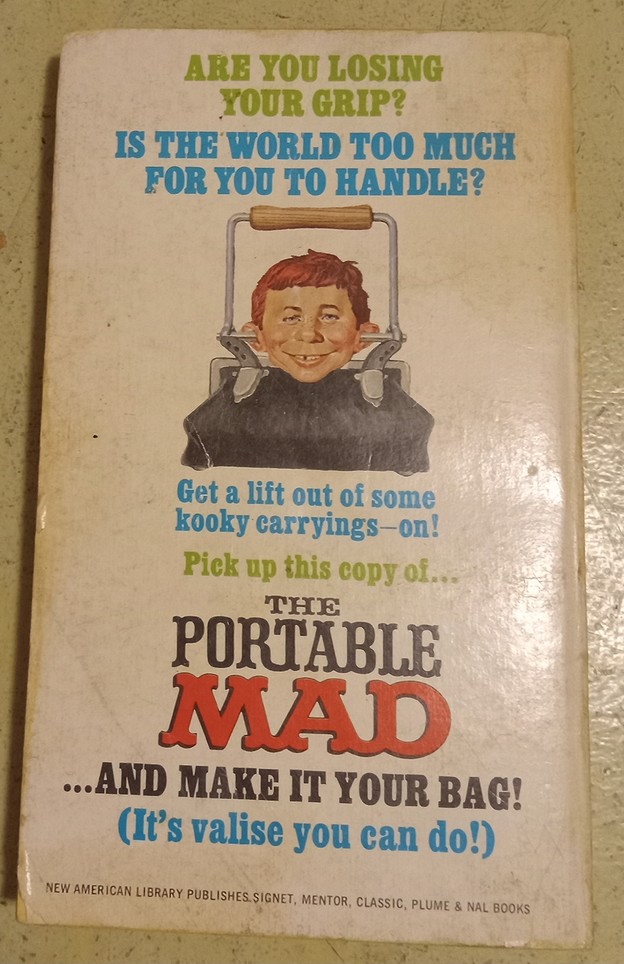 ARE YOU LOSING
YOUR GRIP?
IS THE WORLD TOO MUCH
FOR YOU TO HANDLE?
Get a lift out of some
kooky carryings—on!
Pick up this copy of...
THE
PORTABLE
MAD
...AND MAKE IT YOUR BAG!
(It's valise you can do!)
NEW AMERICAN LIBRARY PUBLISHES SIGNET, MENTOR, CLASSIC, PLUME & NAL BOOKS